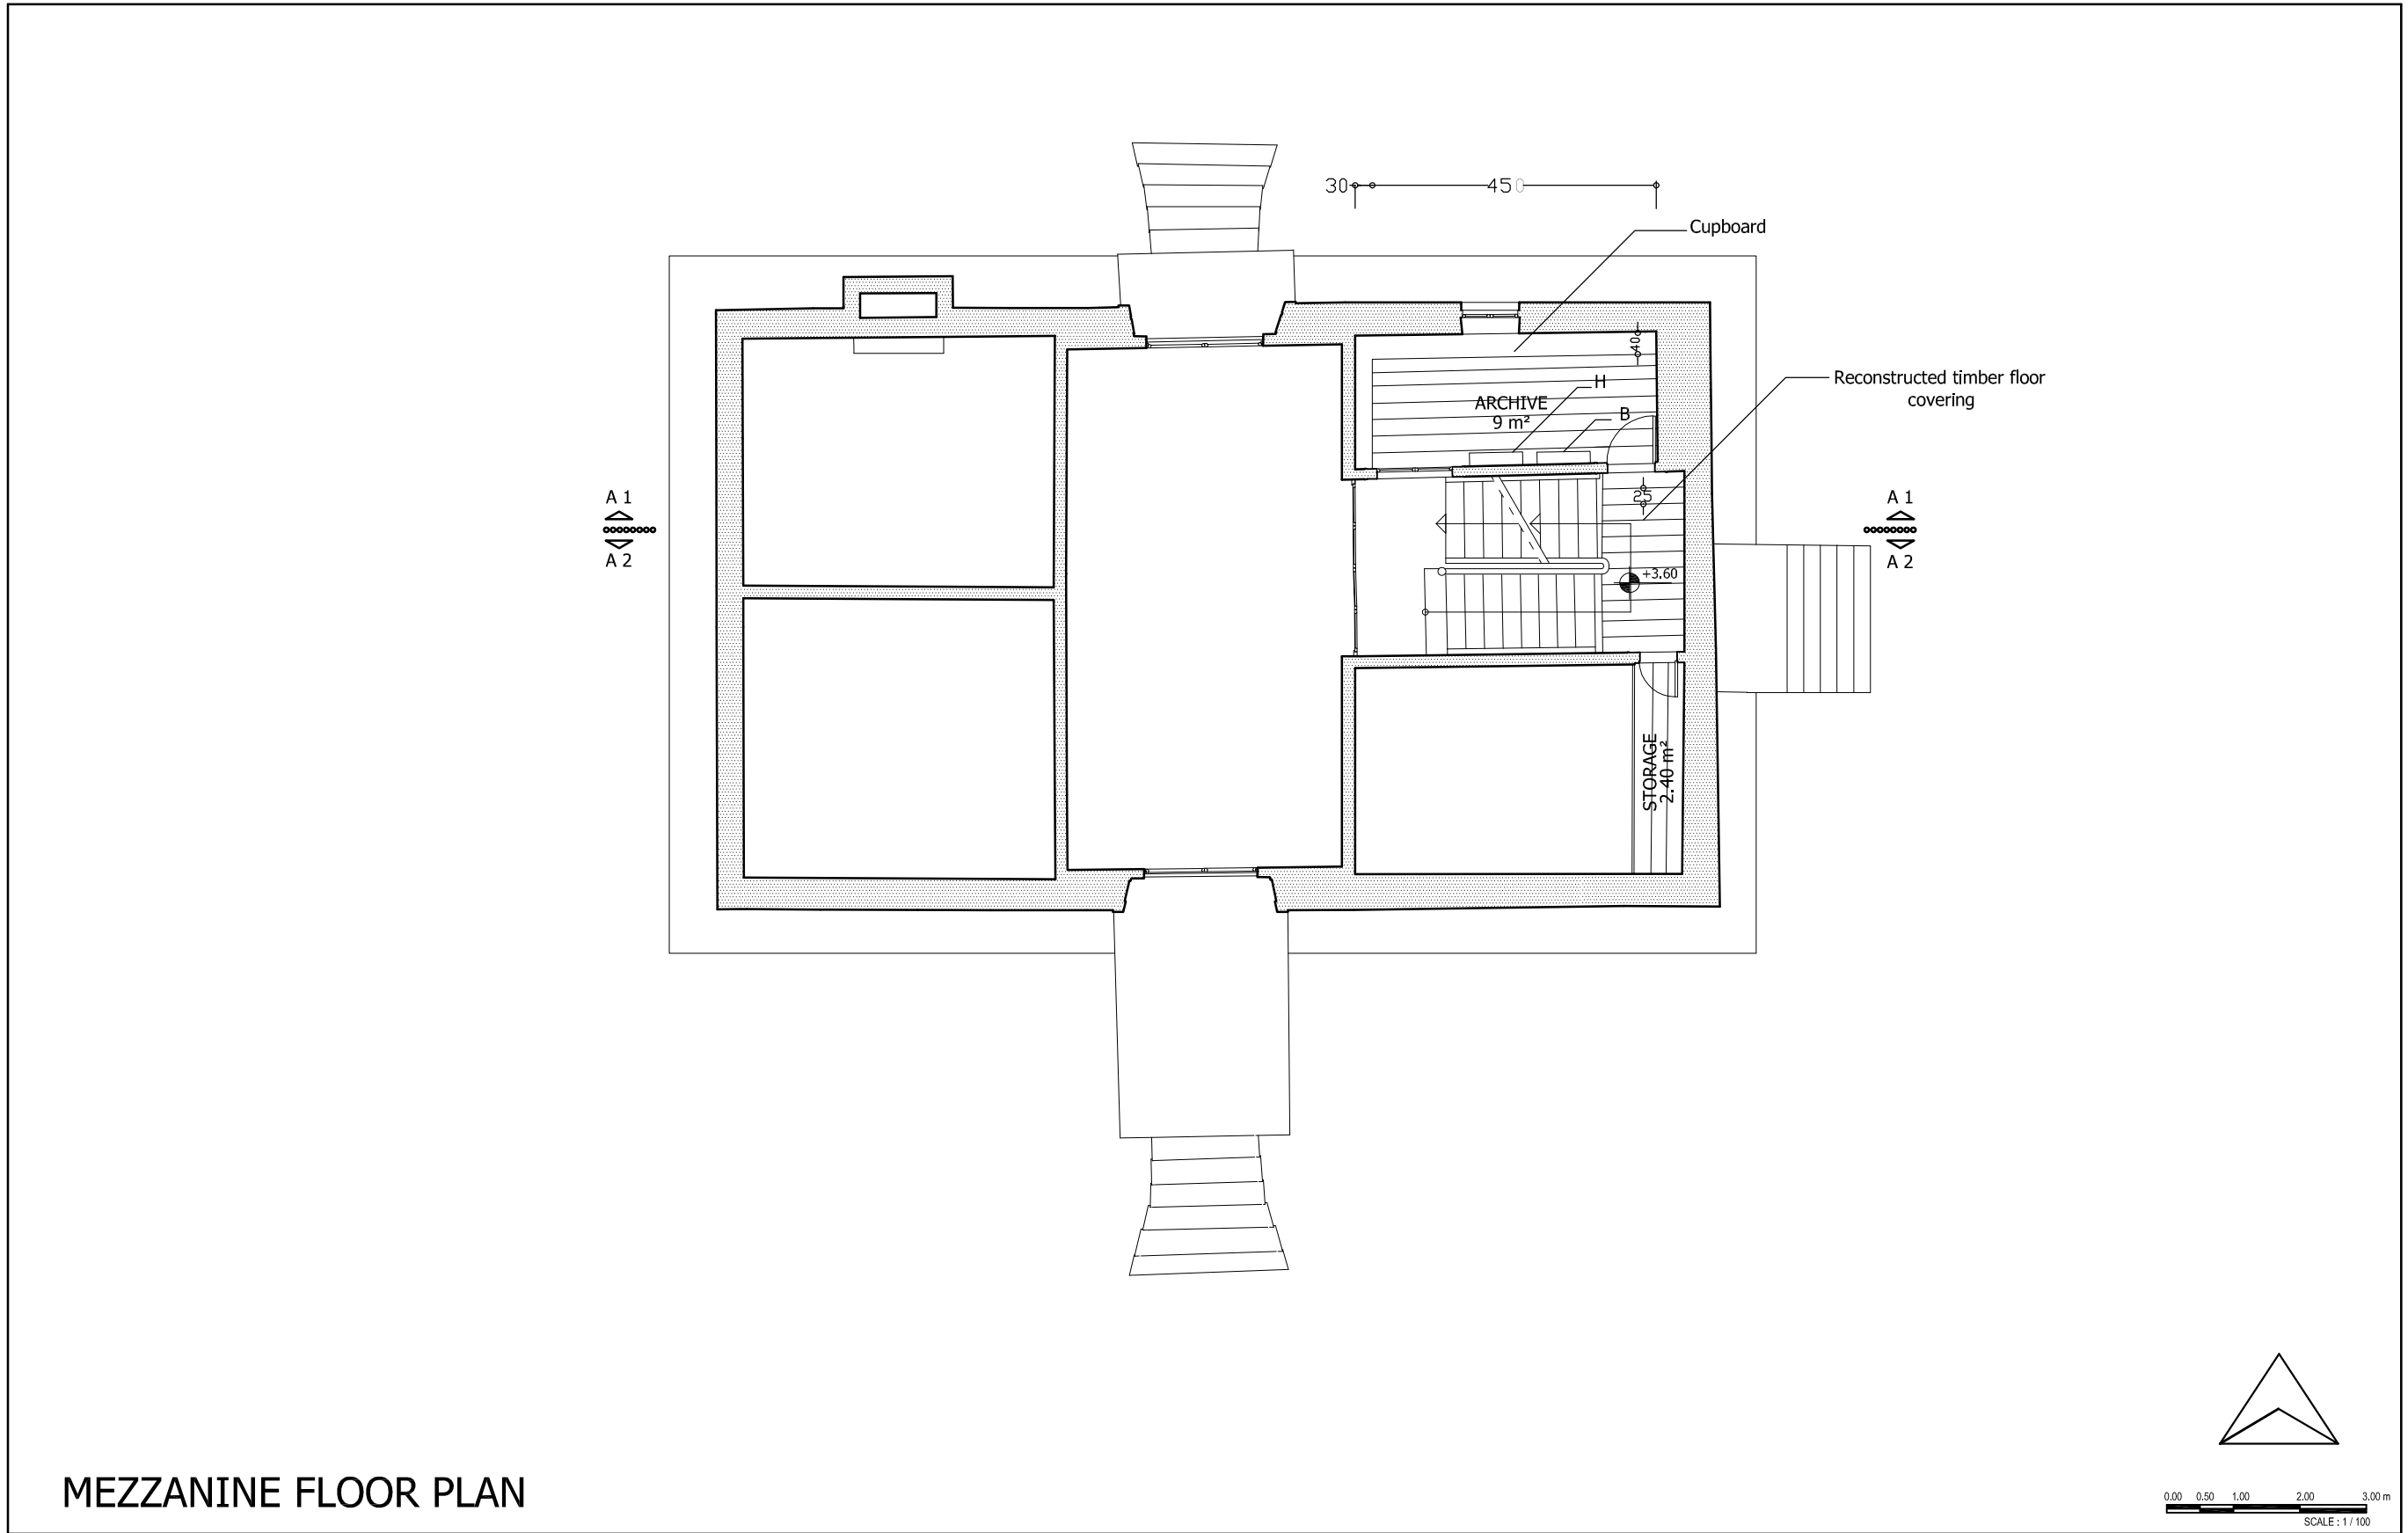 30 450
Cupboard
40
Reconstructed timber floor
covering
H
ARCHIVE
9 m²
B
A 1
A 2
25
A 1
A 2
+3.60
STORAGE
2.40 m²
MEZZANINE FLOOR PLAN
0.00 0.50 1.00 2.00 3.00 m
SCALE : 1 / 100